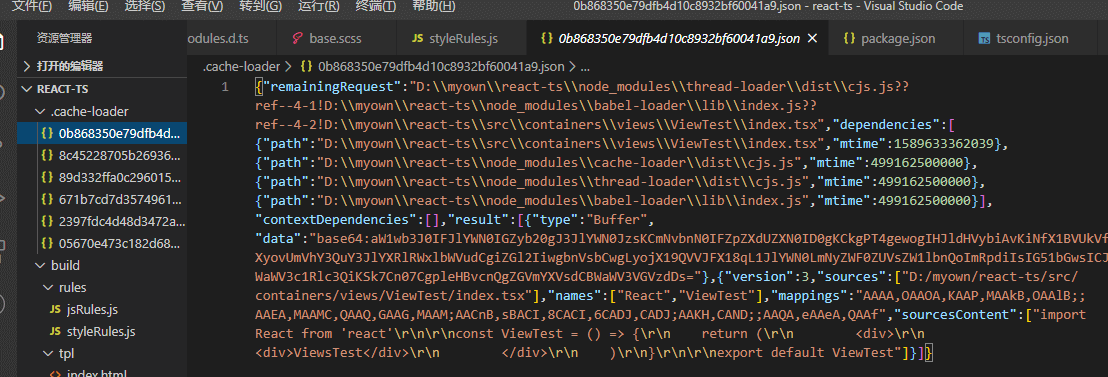 文件(F) 编辑(E) 选择(S) 查看(V) 转到(G) 运行(R) 终端(T) 帮助(H) 0b868350e79dfb4d10c8932bf60041a9.json - react-ts - Visual Studio Code
资源管理器
odules.d.ts base.scss styleRules.js 0b868350e79dfb4d10c8932bf60041a9.json package.json tsconfig.json
打开的编辑器
REACT-TS
.cache-loader
0b868350e79dfb4d...
8c45228705b26936...
89d332ffa0c296015...
671b7cd7d3574961...
2397fdc4d48d3472a...
05670e473c182d68...
build
rules
jsRules.js
styleRules.js
tpl
index.html
.cache-loader > {} 0b868350e79dfb4d10c8932bf60041a9.json > ...
1 {"remainingRequest":"D:\\myown\\react-ts\\node_modules\\thread-loader\\dist\\cjs.js??
ref--4-1!D:\\myown\\react-ts\\node_modules\\babel-loader\\lib\\index.js??
ref--4-2!D:\\myown\\react-ts\\src\\containers\\views\\ViewTest\\index.tsx","dependencies":[
{"path":"D:\\myown\\react-ts\\src\\containers\\views\\ViewTest\\index.tsx","mtime":1589633362039},
{"path":"D:\\myown\\react-ts\\node_modules\\cache-loader\\dist\\cjs.js","mtime":499162500000},
{"path":"D:\\myown\\react-ts\\node_modules\\thread-loader\\dist\\cjs.js","mtime":499162500000},
{"path":"D:\\myown\\react-ts\\node_modules\\babel-loader\\lib\\index.js","mtime":499162500000}],
"contextDependencies":[],"result":[{"type":"Buffer",
"data":"base64:
"},{"version":3,"sources":["D:/myown/react-ts/src/
containers/views/ViewTest/index.tsx"],"names":["React","ViewTest"],"mappings":"AAAA,OAAOA,KAAP,MAAkB,OAAlB;;
AAEA,MAAMC,QAAQ,GAAG,MAAM;AACnB,sBACI,8CACI,6CADJ,CADJ;AAKH,CAND;;AAQA,eAAeA,QAAf","sourcesContent":["import
React from 'react'\r\n\r\nconst ViewTest = () => {\r\n return (\r\n <div>\r\n
<div>ViewsTest</div>\r\n </div>\r\n )\r\n}\r\n\r\nexport default ViewTest"]}]}